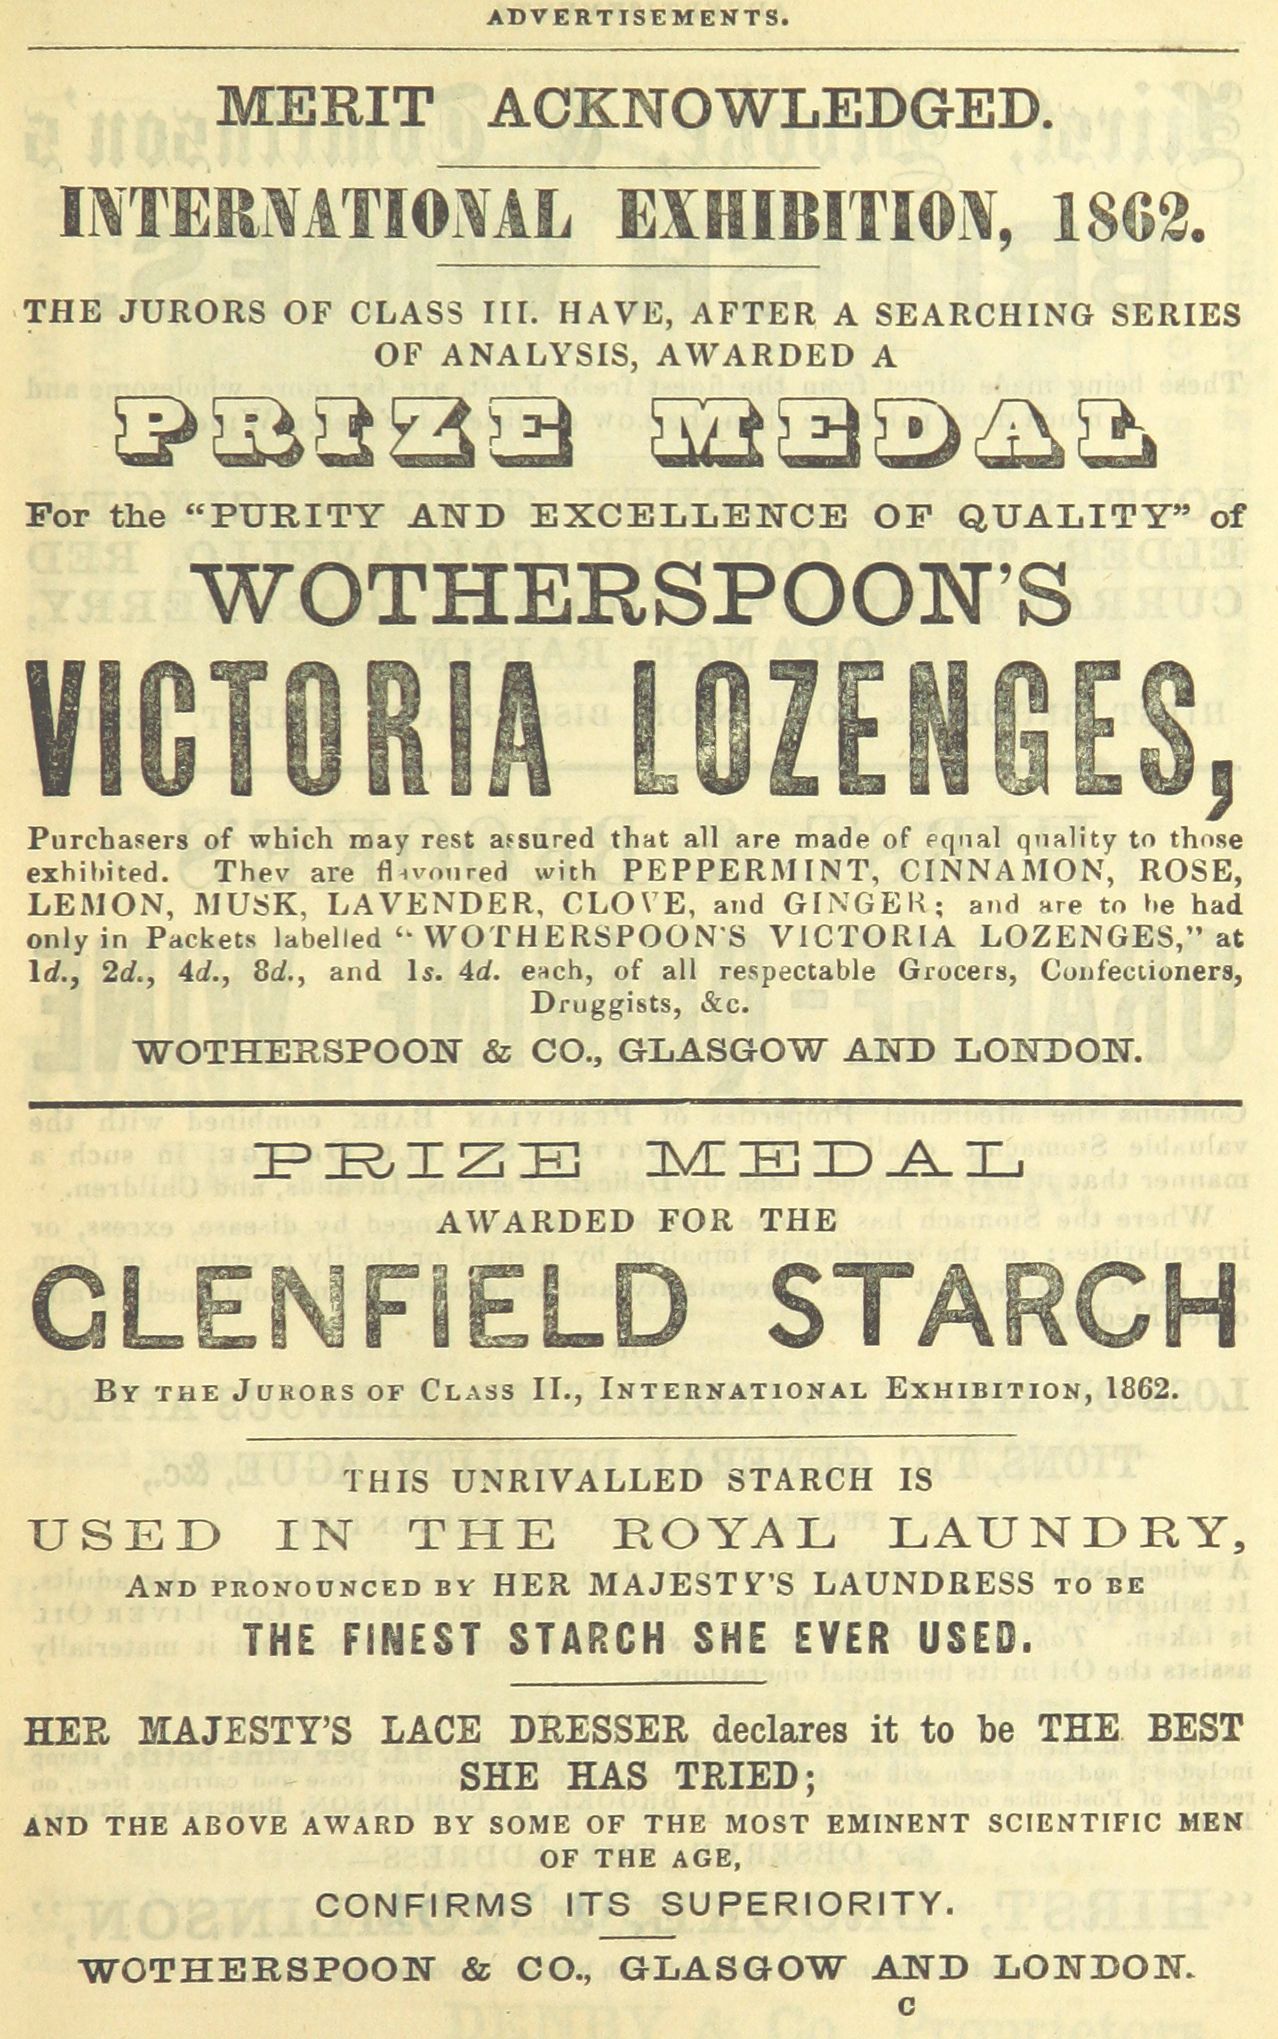 ADVERTISEMENTS.
MERIT ACKNOWLEDGED.
INTERNATIONAL EXHIBITION, 1862.
THE JURORS OF CLASS III. HAVE, AFTER A SEARCHING SERIES
OF ANALYSIS, AWARDED A
PRIZE MEDAL
For the “PURITY AND EXCELLENCE OF QUALITY” of
WOTHERSPOON’S
VICTORIA LOZENGES,
Purchasers of which may rest assured that all are made of equal quality to those
exhibited. They are flavoured with PEPPERMINT, CINNAMON, ROSE,
LEMON, MUSK, LAVENDER, CLOVE, and GINGER; and are to be had
only in Packets labelled “WOTHERSPOON'S VICTORIA LOZENGES,” at
1d., 2d., 4d., 8d., and 1s. 4d. each, of all respectable Grocers, Confectioners,
Druggists, &c.
WOTHERSPOON & CO., GLASGOW AND LONDON.
PRIZE MEDAL
AWARDED FOR THE
GLENFIELD STARCH
BY THE JURORS OF CLASS II., INTERNATIONAL EXHIBITION, 1862.
THIS UNRIVALLED STARCH IS
USED IN THE ROYAL LAUNDRY,
AND PRONOUNCED BY HER MAJESTY’S LAUNDRESS TO BE
THE FINEST STARCH SHE EVER USED.
HER MAJESTY’S LACE DRESSER declares it to be THE BEST
SHE HAS TRIED;
AND THE ABOVE AWARD BY SOME OF THE MOST EMINENT SCIENTIFIC MEN
OF THE AGE,
CONFIRMS ITS SUPERIORITY.
WOTHERSPOON & CO., GLASGOW AND LONDON.
C